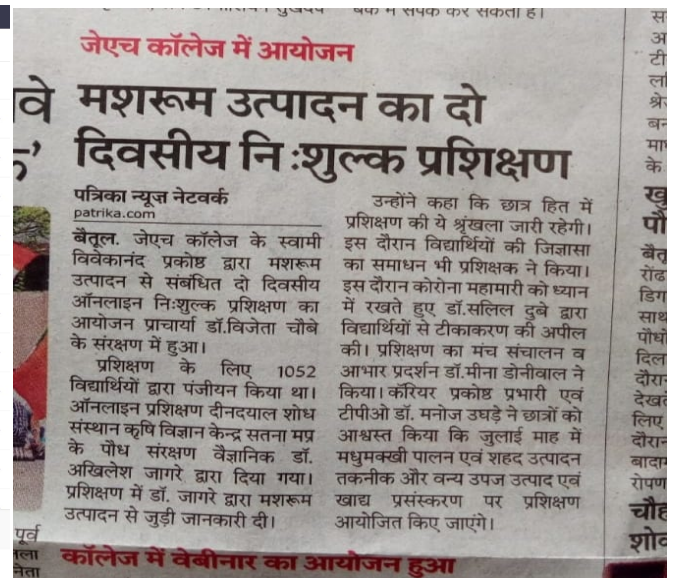 बैंक में संपर्क कर सकता है।
जेएच कॉलेज में आयोजन
मशरूम उत्पादन का दो
दिवसीय नि:शुल्क प्रशिक्षण
पत्रिका न्यूज नेटवर्क
patrika.com
बैतूल. जेएच कॉलेज के स्वामी
विवेकानंद प्रकोष्ठ द्वारा मशरूम
उत्पादन से संबंधित दो दिवसीय
ऑनलाइन निःशुल्क प्रशिक्षण का
आयोजन प्राचार्या डॉ.विजेता चौबे
के संरक्षण में हुआ।
प्रशिक्षण के लिए 1052
विद्यार्थियों द्वारा पंजीयन किया था।
ऑनलाइन प्रशिक्षण दीनदयाल शोध
संस्थान कृषि विज्ञान केन्द्र सतना मप्र
के पौध संरक्षण वैज्ञानिक डॉ.
अखिलेश जागरे द्वारा दिया गया।
प्रशिक्षण में डॉ. जागरे द्वारा मशरूम
उत्पादन से जुड़ी जानकारी दी।
उन्होंने कहा कि छात्र हित में
प्रशिक्षण की ये श्रृंखला जारी रहेगी।
इस दौरान विद्यार्थियों की जिज्ञासा
का समाधन भी प्रशिक्षक ने किया।
इस दौरान कोरोना महामारी को ध्यान
में रखते हुए डॉ.सलिल दुबे द्वारा
विद्यार्थियों से टीकाकरण की अपील
की। प्रशिक्षण का मंच संचालन व
आभार प्रदर्शन डॉ.मीना डोनीवाल ने
किया। कॅरियर प्रकोष्ठ प्रभारी एवं
टीपीओ डॉ. मनोज उघड़े ने छात्रों को
आश्वस्त किया कि जुलाई माह में
मधुमक्खी पालन एवं शहद उत्पादन
तकनीक और वन्य उपज उत्पाद एवं
खाद्य प्रसंस्करण पर प्रशिक्षण
आयोजित किए जाएंगे।
कॉलेज में वेबीनार का आयोजन हुआ